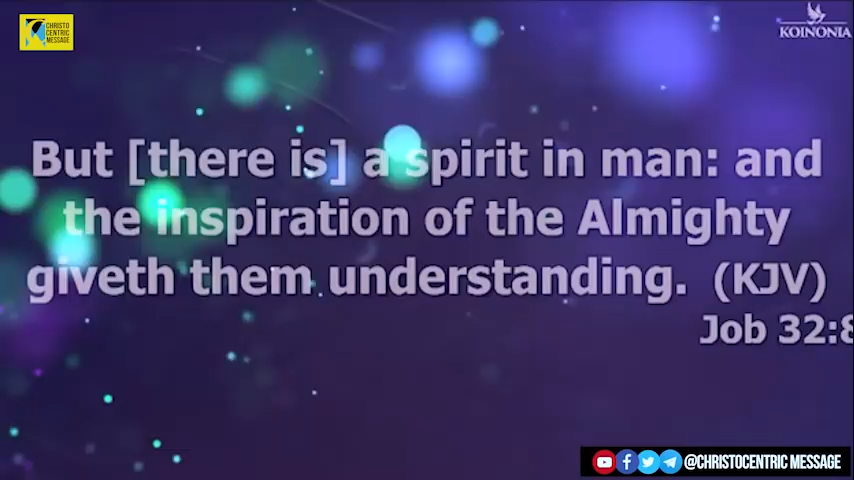 CHRISTO
CENTRIC
MESSAGE
KOINONIA
But [there is] a spirit in man: and
the inspiration of the Almighty
giveth them understanding. (KJV)
Job 32:8
@CHRISTOCENTRIC MESSAGE